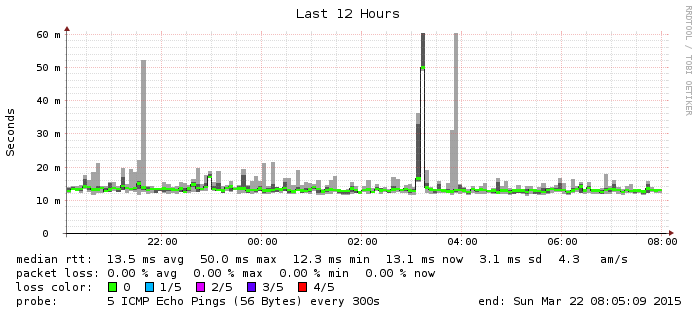 Last 12 Hours
RRDTOOL / TOBI OETIKER
60 m
50 m
40 m
30 m
20 m
10 m
0
Seconds
22:00 00:00 02:00 04:00 06:00 08:00
median rtt: 13.5 ms avg 50.0 ms max 12.3 ms min 13.1 ms now 3.1 ms sd 4.3 am/s
packet loss: 0.00 % avg 0.00 % max 0.00 % min 0.00 % now
loss color: 0 1/5 2/5 3/5 4/5
probe: 5 ICMP Echo Pings (56 Bytes) every 300s end: Sun Mar 22 08:05:09 2015